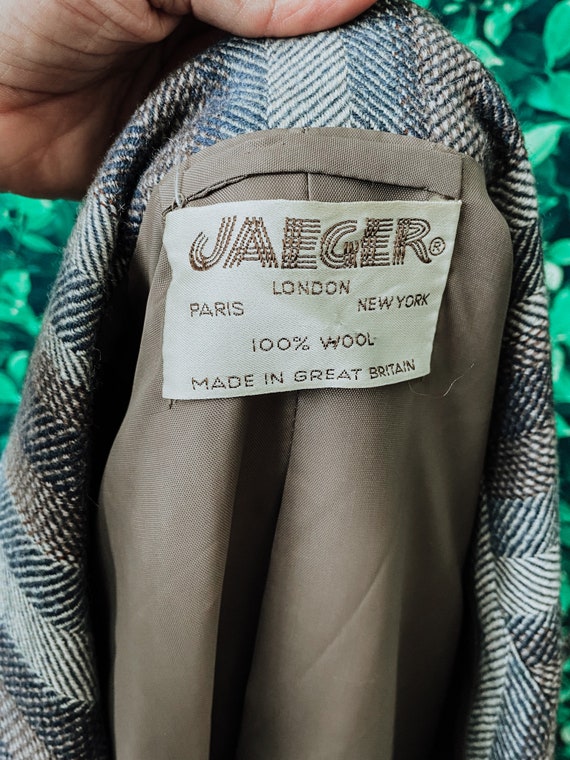 JAEGER®
LONDON
PARIS NEW YORK
100% WOOL
MADE IN GREAT BRITAIN